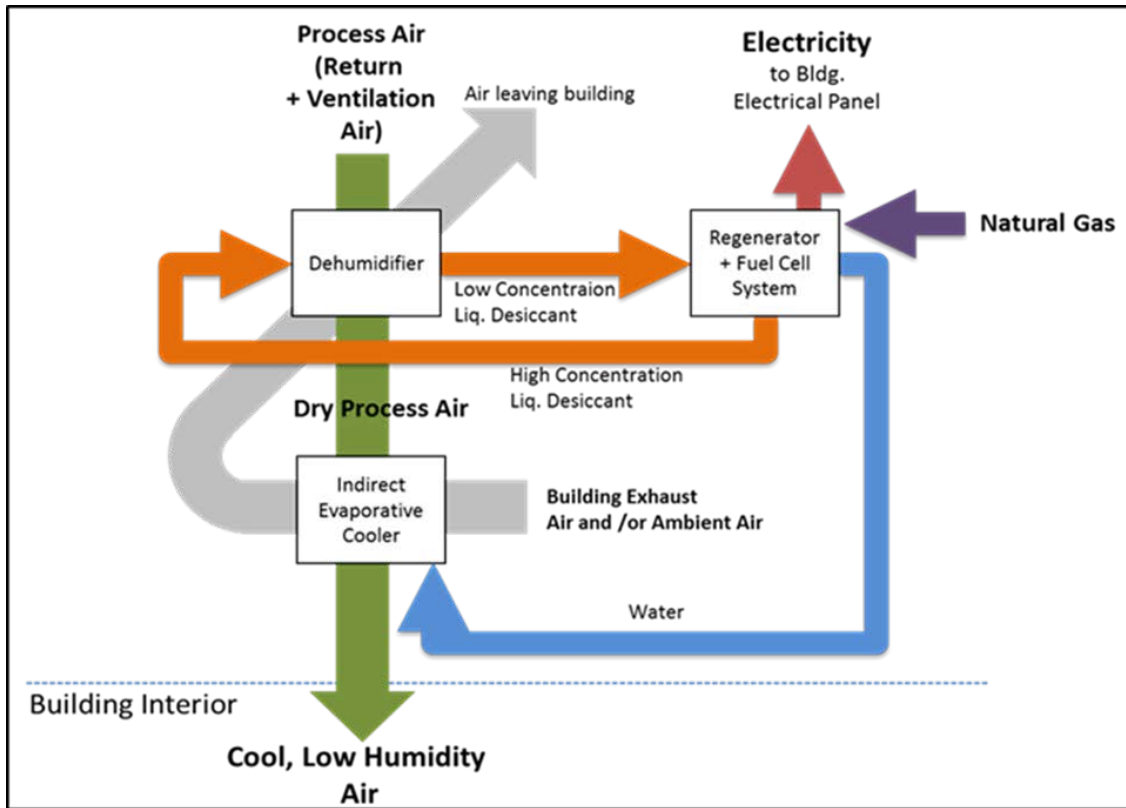 Process Air
(Return
+ Ventilation
Air)
Air leaving building
Electricity
to Bldg.
Electrical Panel
Natural Gas
Dehumidifier
Regenerator
+ Fuel Cell
System
Low Concentraion
Liq. Desiccant
High Concentration
Liq. Desiccant
Dry Process Air
Indirect
Evaporative
Cooler
Building Exhaust
Air and /or Ambient Air
Water
Building Interior
Cool, Low Humidity
Air